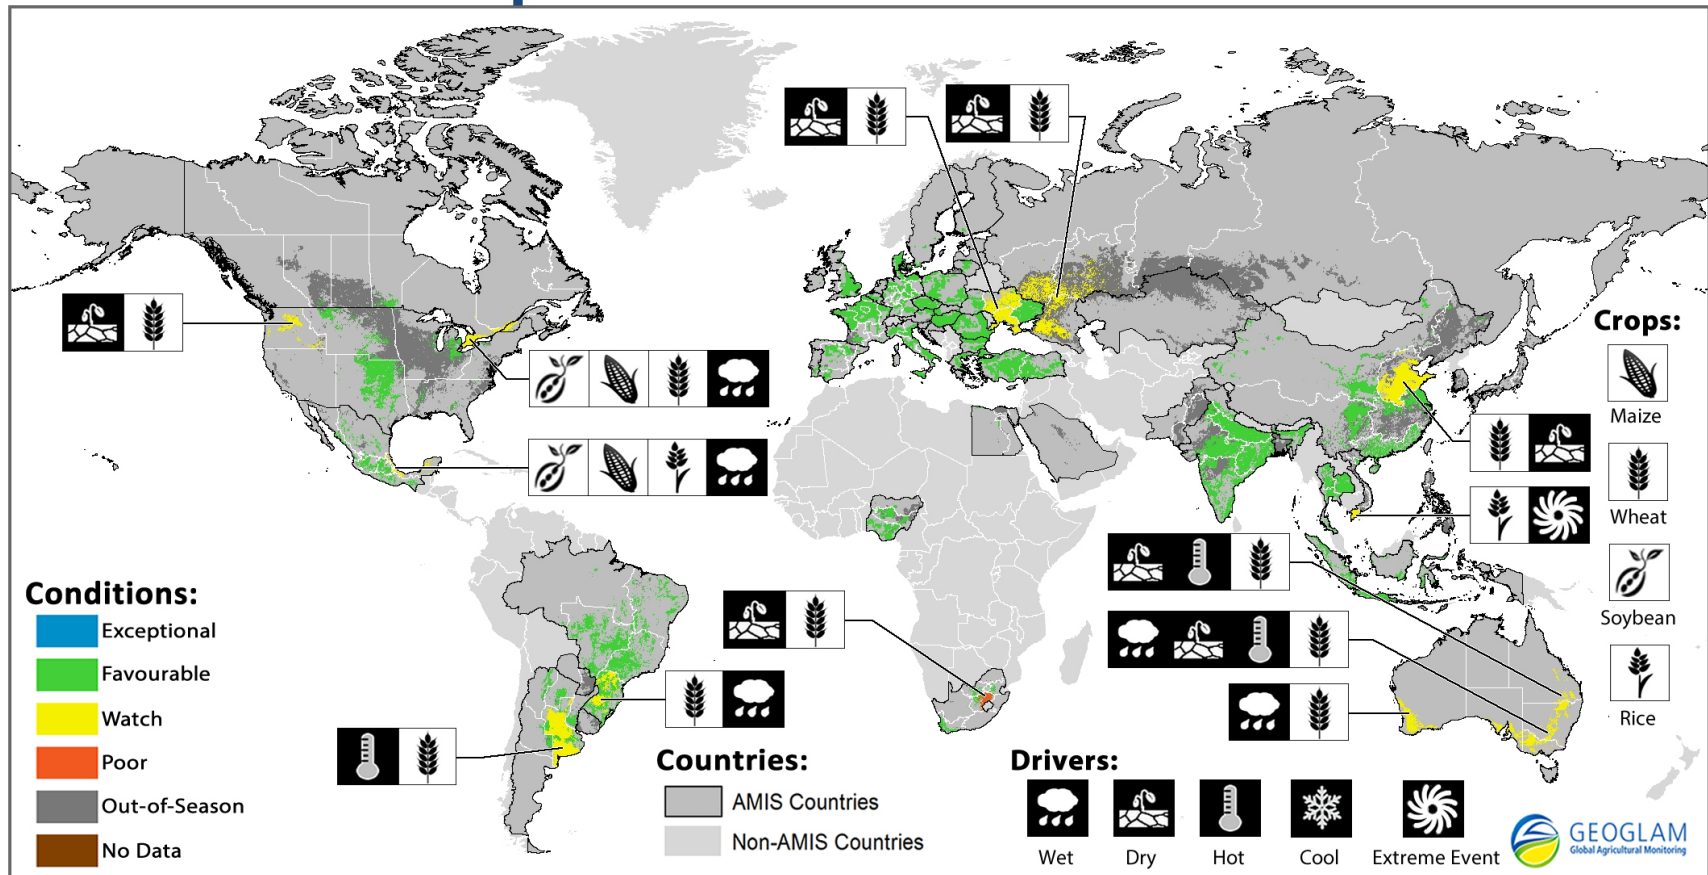 Crops:
Maize
Wheat
Soybean
Rice
Conditions:
Exceptional
Favourable
Watch
Poor
Out-of-Season
No Data
Countries:
AMIS Countries
Non-AMIS Countries
Drivers:
Wet
Dry
Hot
Cool
Extreme Event
GEOGLAM
Global Agricultural Monitoring